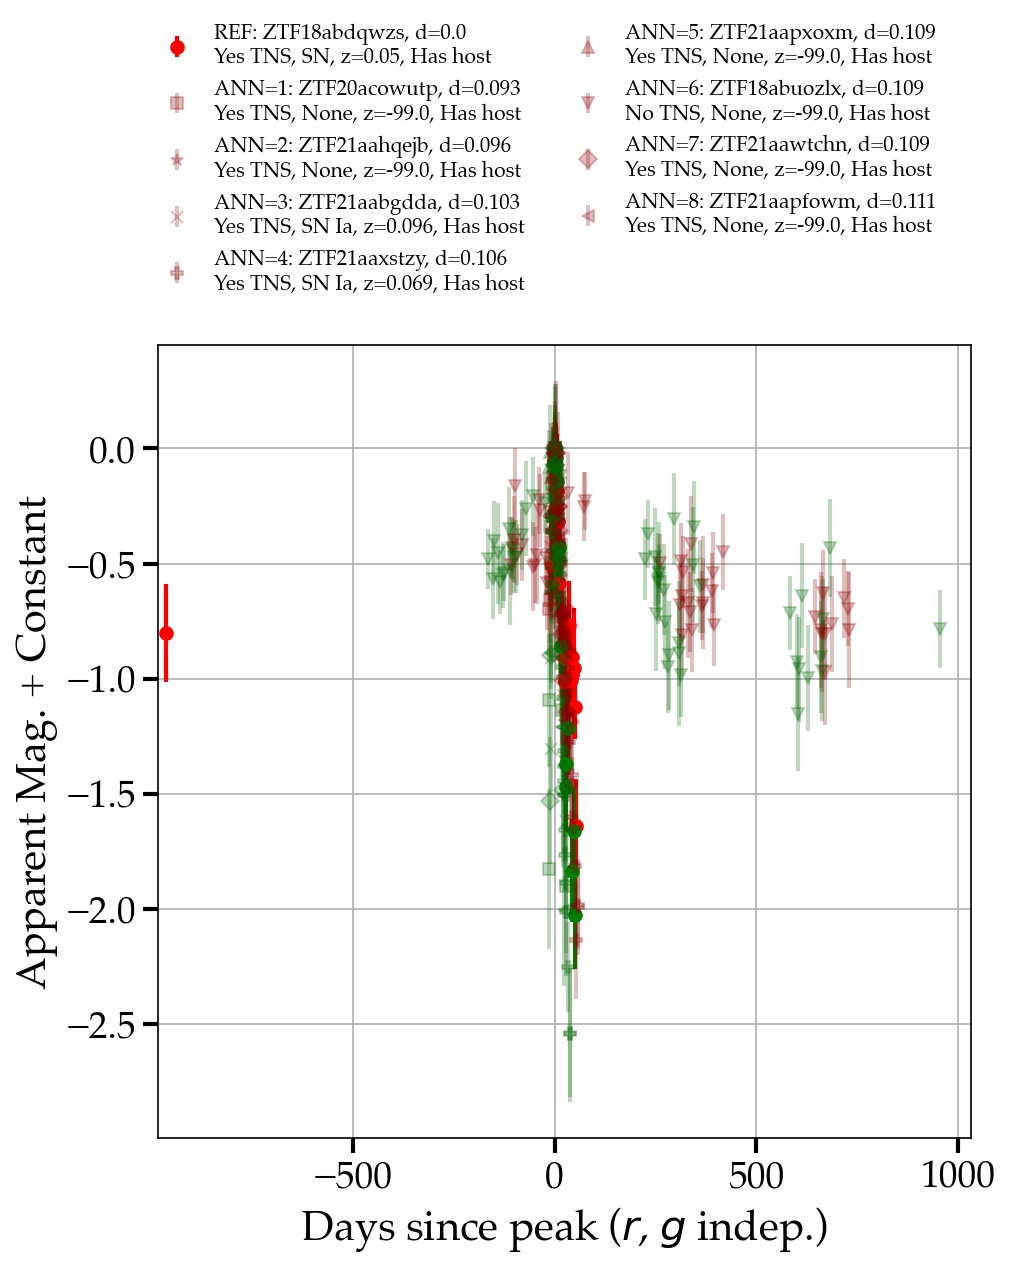 REF: ZTF18abdqwzs, d=0.0
Yes TNS, SN, z=0.05, Has host
ANN=1: ZTF20acowutp, d=0.093
Yes TNS, None, z=-99.0, Has host
ANN=2: ZTF21aahqejb, d=0.096
Yes TNS, None, z=-99.0, Has host
ANN=3: ZTF21aabgdda, d=0.103
Yes TNS, SN Ia, z=0.096, Has host
ANN=4: ZTF21aaxstzy, d=0.106
Yes TNS, SN Ia, z=0.069, Has host
ANN=5: ZTF21aapxoxm, d=0.109
Yes TNS, None, z=-99.0, Has host
ANN=6: ZTF18abuozlx, d=0.109
No TNS, None, z=-99.0, Has host
ANN=7: ZTF21aawtchn, d=0.109
Yes TNS, None, z=-99.0, Has host
ANN=8: ZTF21aapfowm, d=0.111
Yes TNS, None, z=-99.0, Has host
0.0
−0.5
−1.0
−1.5
−2.0
−2.5
Apparent Mag. + Constant
−500
0
500
1000
Days since peak (r, g indep.)